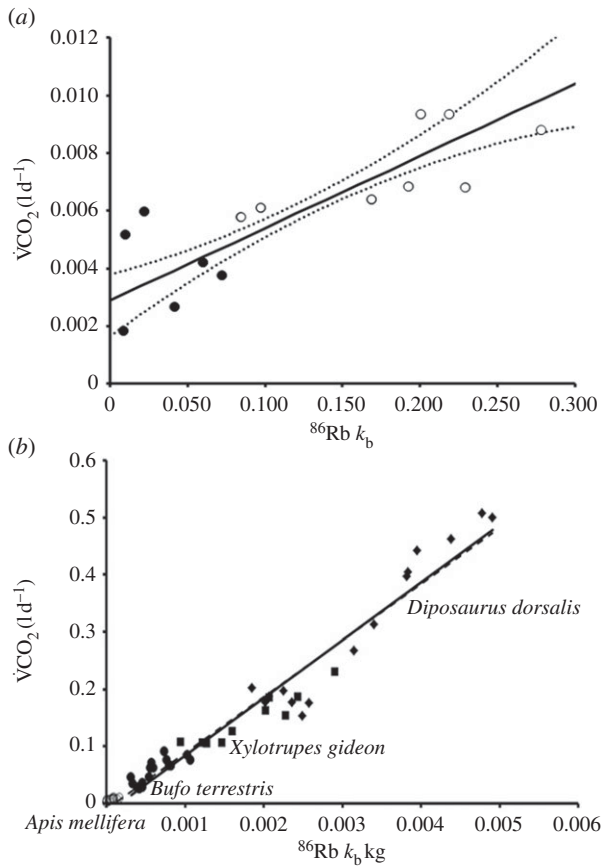 (a)
0.012
0.010
0.008
0.006
0.004
0.002
0
V̇CO₂ (l d⁻¹)
0 0.050 0.100 0.150 0.200 0.250 0.300
⁸⁶Rb k_b
(b)
0.6
0.5
0.4
0.3
0.2
0.1
0
V̇CO₂ (l d⁻¹)
Diposaurus dorsalis
Xylotrupes gideon
Bufo terrestris
Apis mellifera
0.001 0.002 0.003 0.004 0.005 0.006
⁸⁶Rb k_b kg